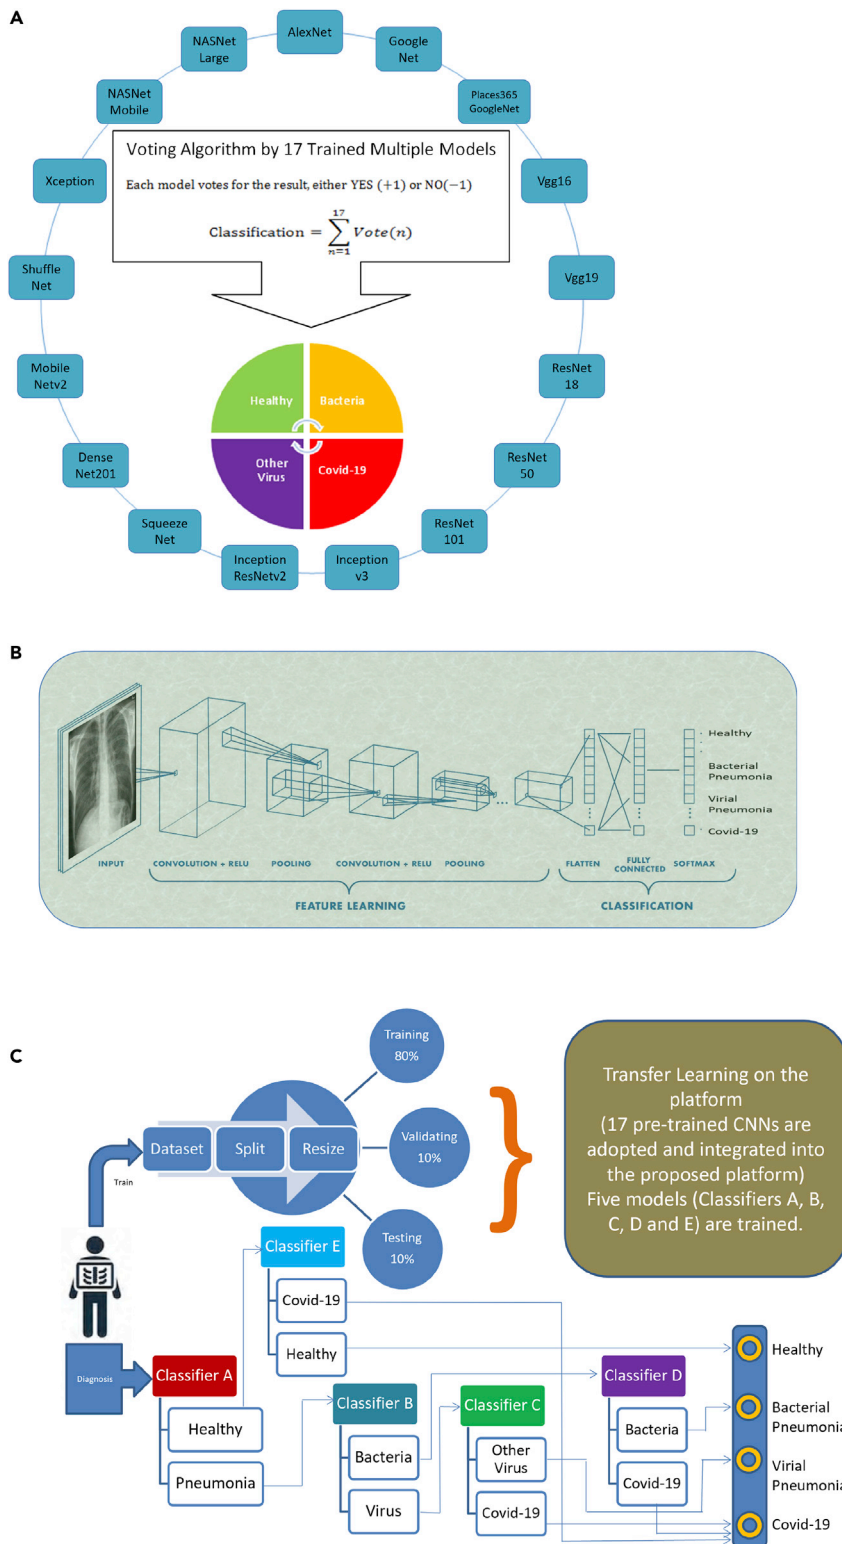 A
AlexNet
NASNet
Large
Google
Net
NASNet
Mobile
Places365
GoogleNet
Voting Algorithm by 17 Trained Multiple Models
Each model votes for the result, either YES (+1) or NO(−1)
Classification = ∑ Vote(n)
17
n=1
Xception
Vgg16
Shuffle
Net
Vgg19
Mobile
Netv2
ResNet
18
Healthy
Bacteria
Other
Virus
Covid-19
Dense
Net201
ResNet
50
Squeeze
Net
ResNet
101
Inception
ResNetv2
Inception
v3
B
Healthy
Bacterial
Pneumonia
Virial
Pneumonia
Covid-19
INPUT
CONVOLUTION + RELU
POOLING
CONVOLUTION + RELU
POOLING
FLATTEN
FULLY
CONNECTED
SOFTMAX
FEATURE LEARNING
CLASSIFICATION
C
Training
80%
Dataset
Split
Resize
Validating
10%
Testing
10%
Train
Transfer Learning on the
platform
(17 pre-trained CNNs are
adopted and integrated into
the proposed platform)
Five models (Classifiers A, B,
C, D and E) are trained.
Diagnosis
Classifier E
Covid-19
Healthy
Classifier A
Healthy
Pneumonia
Classifier B
Bacteria
Virus
Classifier C
Other
Virus
Covid-19
Classifier D
Bacteria
Covid-19
Healthy
Bacterial
Pneumonia
Virial
Pneumonia
Covid-19